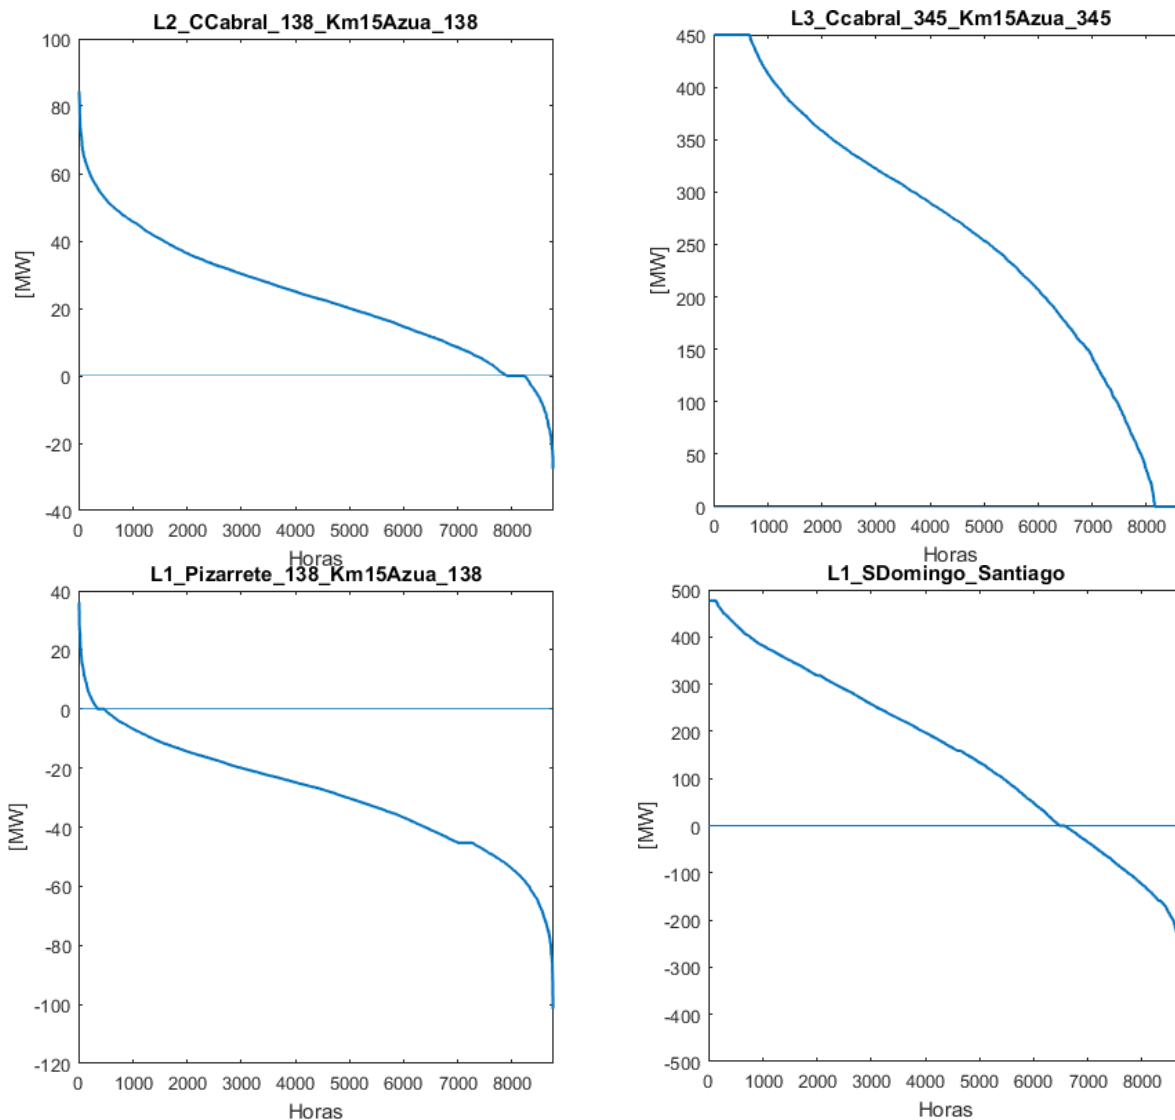 L2_CCabral_138_Km15Azua_138
100
80
60
40
20
0
-20
-40
[MW]
0 1000 2000 3000 4000 5000 6000 7000 8000
Horas
L3_Ccabral_345_Km15Azua_345
450
400
350
300
250
200
150
100
50
0
[MW]
0 1000 2000 3000 4000 5000 6000 7000 8000
Horas
L1_Pizarrete_138_Km15Azua_138
40
20
0
-20
-40
-60
-80
-100
-120
[MW]
0 1000 2000 3000 4000 5000 6000 7000 8000
Horas
L1_SDomingo_Santiago
500
400
300
200
100
0
-100
-200
-300
-400
-500
[MW]
0 1000 2000 3000 4000 5000 6000 7000 8000
Horas